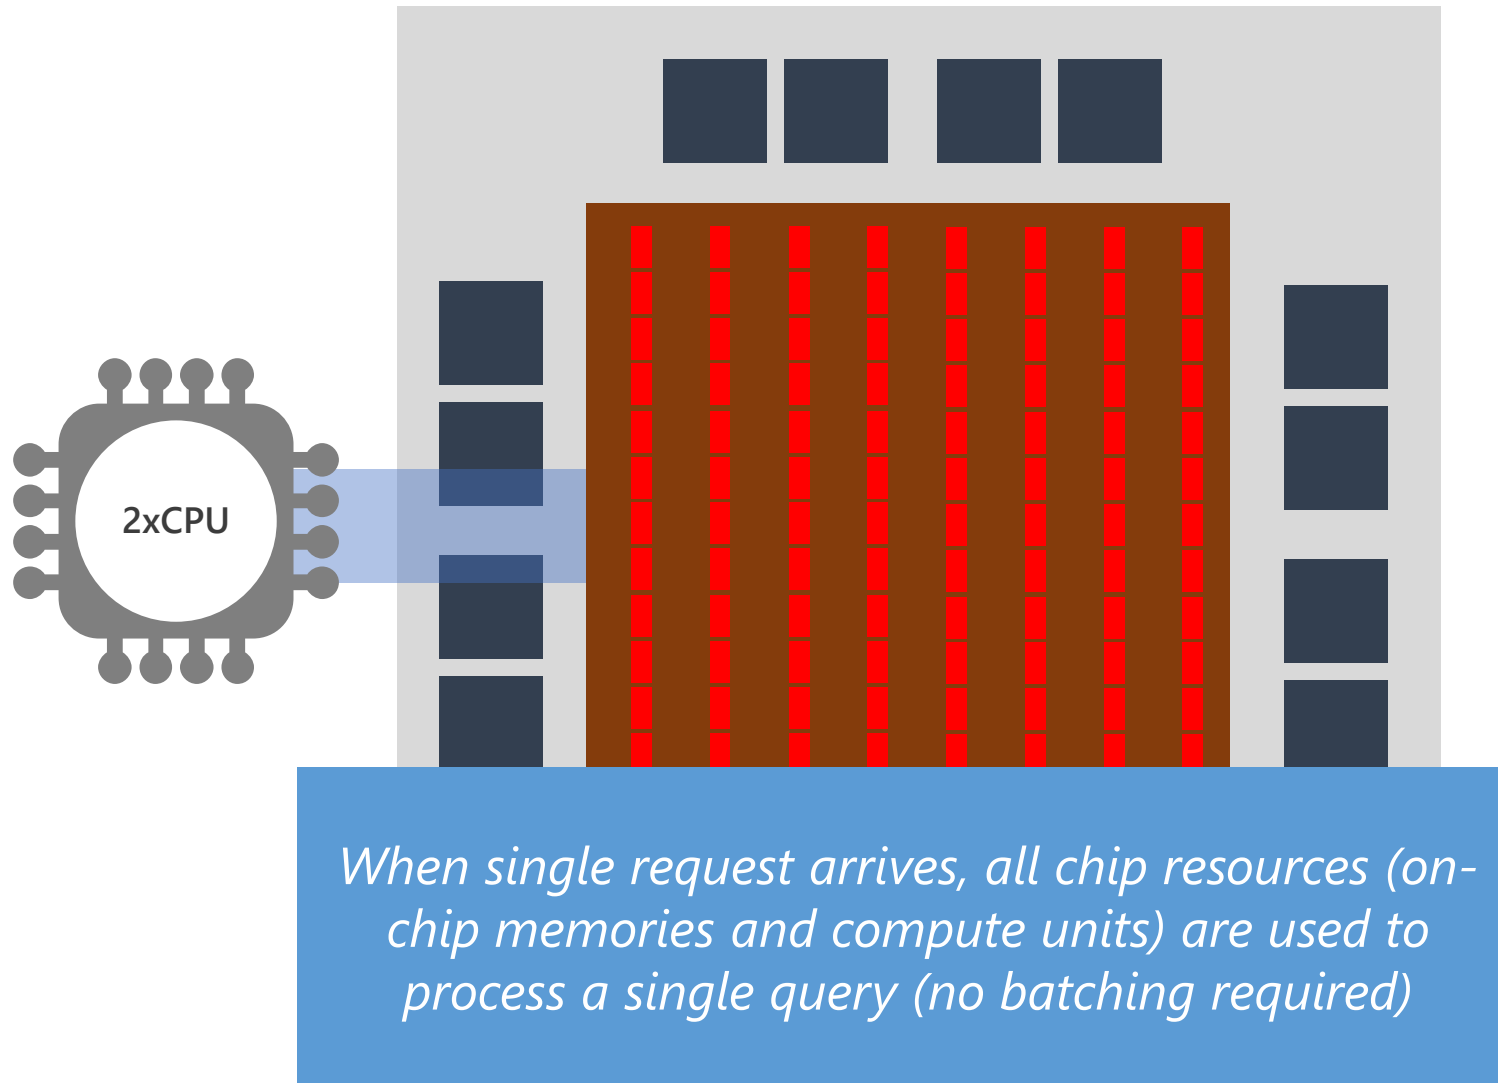 2xCPU
When single request arrives, all chip resources (on-
chip memories and compute units) are used to
process a single query (no batching required)